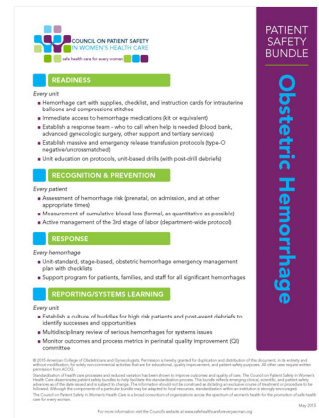 COUNCIL ON PATIENT SAFETY
IN WOMEN'S HEALTH CARE
safe health care for every woman
PATIENT
SAFETY
BUNDLE
Obstetric Hemorrhage
READINESS
Every unit
Hemorrhage cart with supplies, checklist, and instruction cards for intrauterine
balloons and compressions stitches
Immediate access to hemorrhage medications (kit or equivalent)
Establish a response team - who to call when help is needed (blood bank,
advanced gynecologic surgery, other support and tertiary services)
Establish massive and emergency release transfusion protocols (type-O
negative/uncrossmatched)
Unit education on protocols, unit-based drills (with post-drill debriefs)
RECOGNITION & PREVENTION
Every patient
Assessment of hemorrhage risk (prenatal, on admission, and at other
appropriate times)
Measurement of cumulative blood loss (formal, as quantitative as possible)
Active management of the 3rd stage of labor (department-wide protocol)
RESPONSE
Every hemorrhage
Unit-standard, stage-based, obstetric hemorrhage emergency management
plan with checklists
Support program for patients, families, and staff for all significant hemorrhages
REPORTING/SYSTEMS LEARNING
Every unit
Establish a culture of huddles for high risk patients and post-event debriefs to
identify successes and opportunities
Multidisciplinary review of serious hemorrhages for systems issues
Monitor outcomes and process metrics in perinatal quality improvement (QI)
committee
May 2015